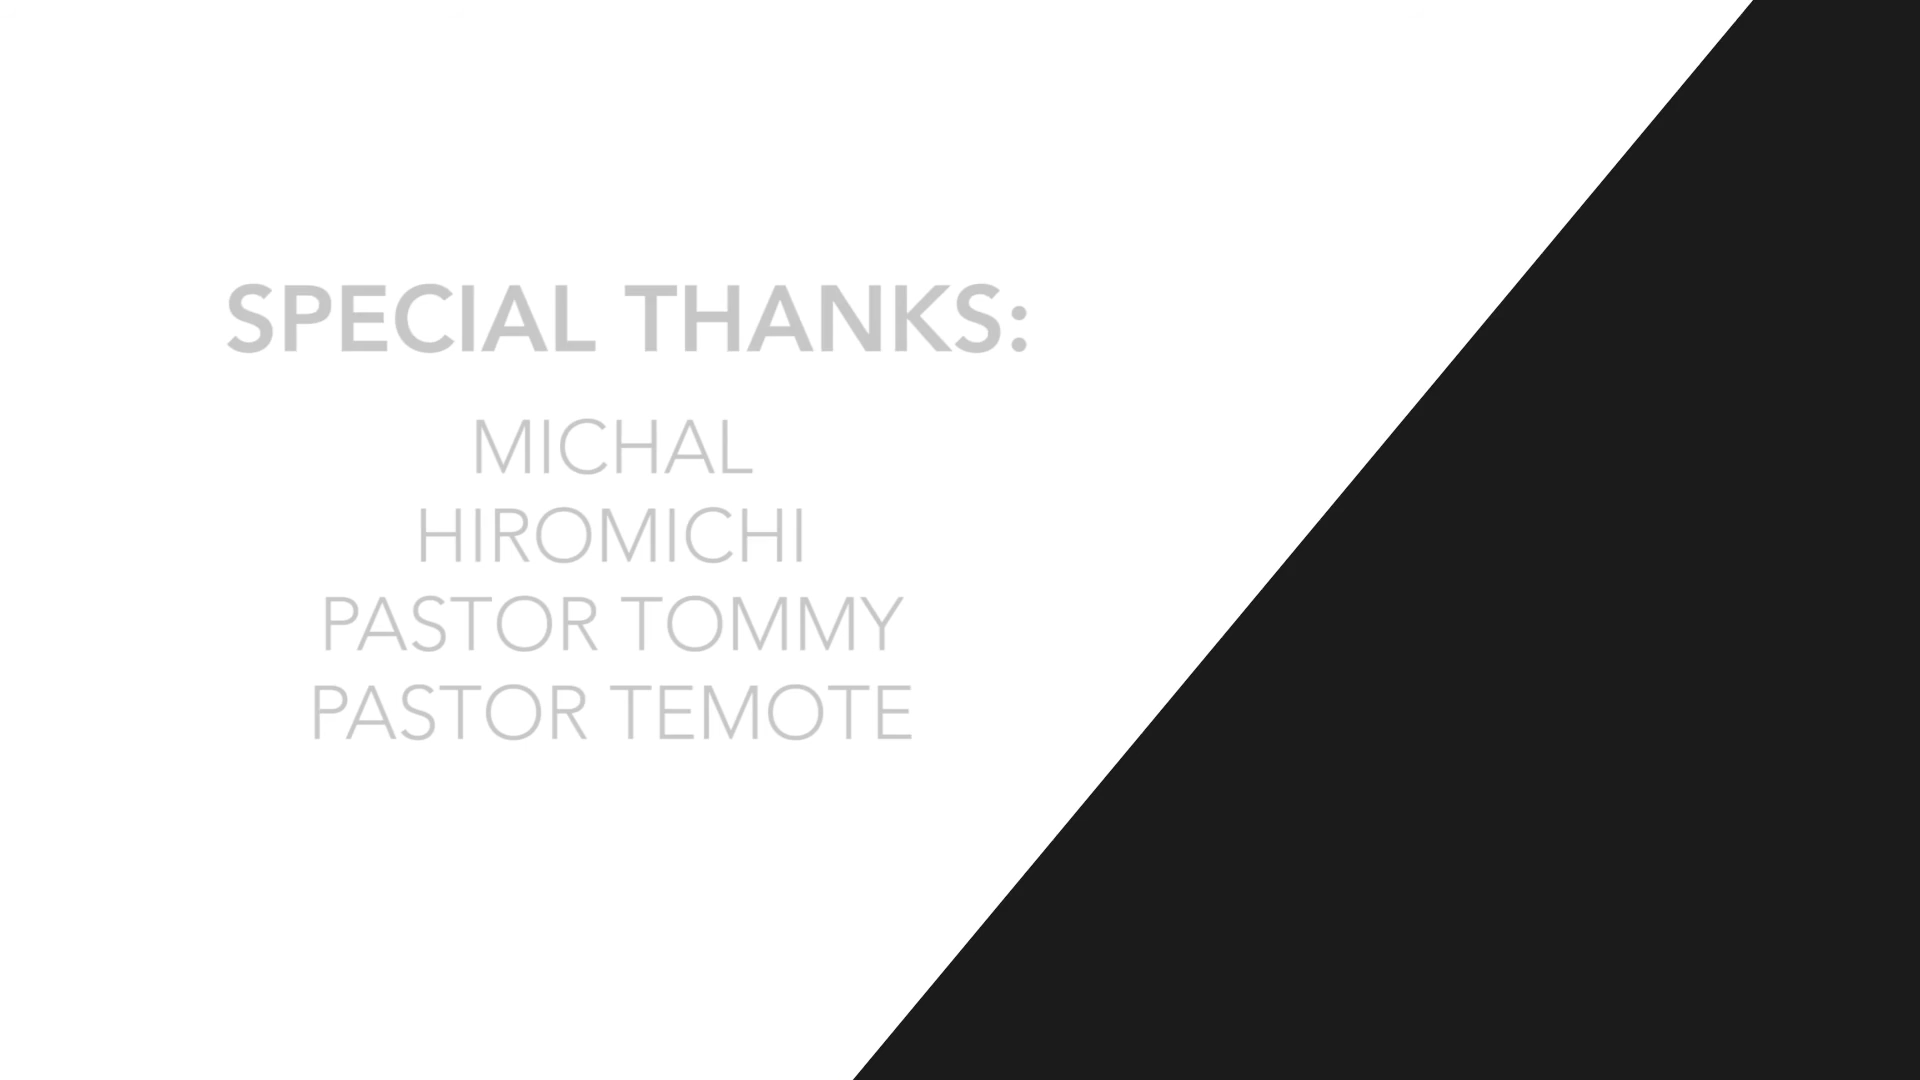 SPECIAL THANKS:
MICHAL
HIROMICHI
PASTOR TOMMY
PASTOR TEMOTE